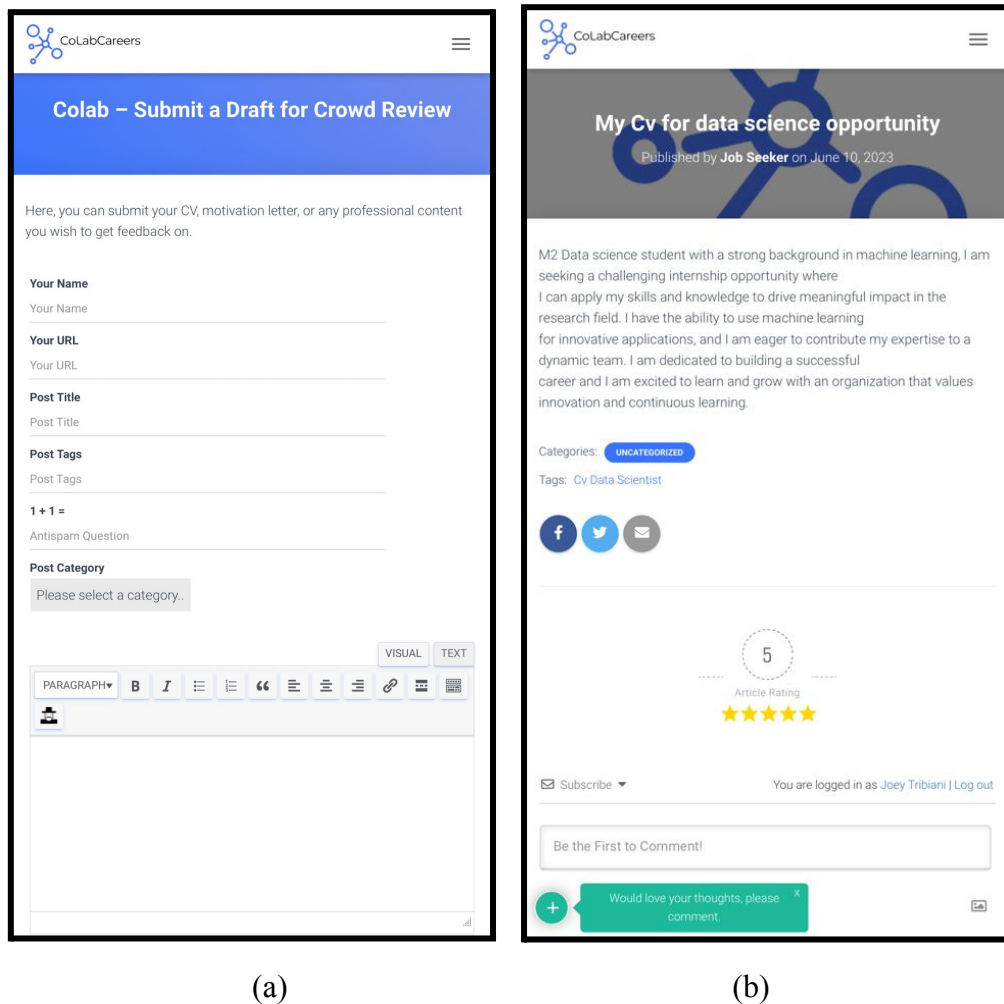 CoLabCareers
Colab – Submit a Draft for Crowd Review
Here, you can submit your CV, motivation letter, or any professional content
you wish to get feedback on.
Your Name
Your Name
Your URL
Your URL
Post Title
Post Title
Post Tags
Post Tags
1 + 1 =
Antispam Question
Post Category
Please select a category..
VISUAL TEXT
PARAGRAPH B I
(a)
CoLabCareers
My Cv for data science opportunity
Published by Job Seeker on June 10, 2023
M2 Data science student with a strong background in machine learning, I am
seeking a challenging internship opportunity where
I can apply my skills and knowledge to drive meaningful impact in the
research field. I have the ability to use machine learning
for innovative applications, and I am eager to contribute my expertise to a
dynamic team. I am dedicated to building a successful
career and I am excited to learn and grow with an organization that values
innovation and continuous learning.
Categories: UNCATEGORIZED
Tags: Cv Data Scientist
5
Article Rating
Subscribe
You are logged in as Joey Tribiani | Log out
Be the First to Comment!
Would love your thoughts, please
comment.
x
(b)